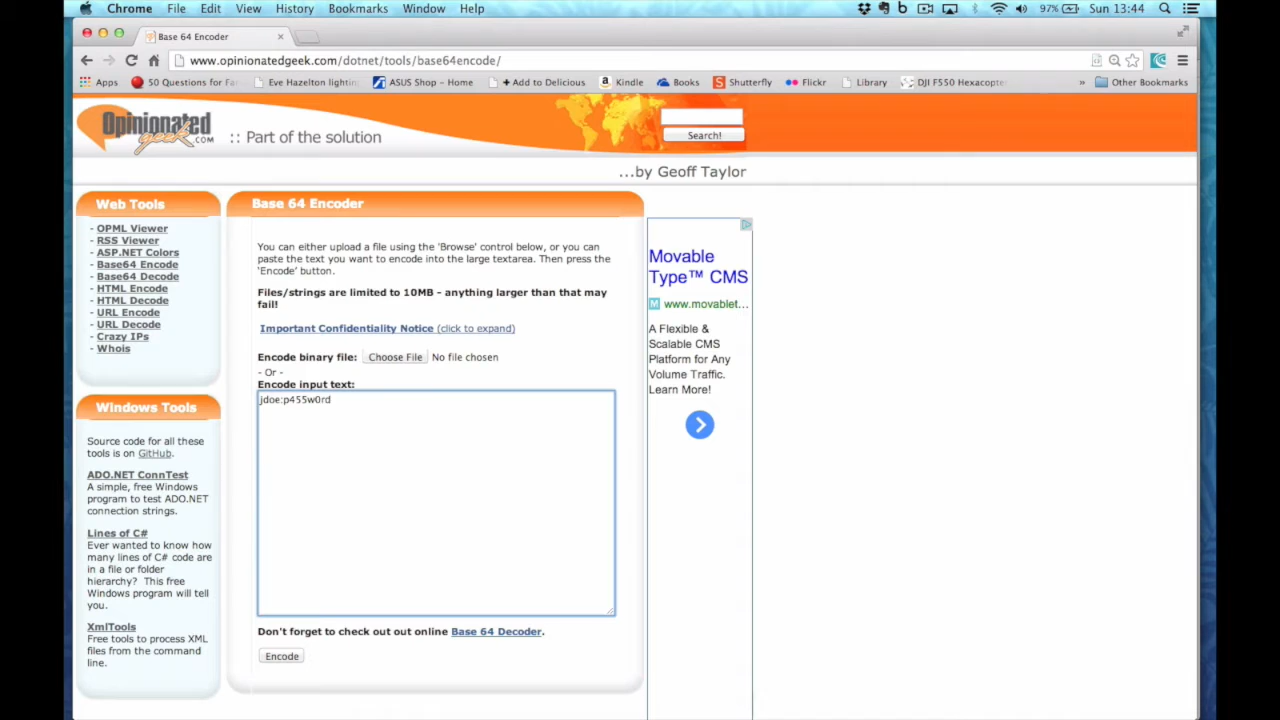 Chrome File Edit View History Bookmarks Window Help 97% Sun 13:44
Base 64 Encoder
www.opinionatedgeek.com/dotnet/tools/base64encode/
Apps 50 Questions for Fa Eve Hazelton lighting ASUS Shop – Home + Add to Delicious Kindle Books Shutterfly Flickr Library DJI F550 Hexacopte » Other Bookmarks
Opinionated geek.COM :: Part of the solution
Search!
...by Geoff Taylor
Web Tools
- OPML Viewer
- RSS Viewer
- ASP.NET Colors
- Base64 Encode
- Base64 Decode
- HTML Encode
- HTML Decode
- URL Encode
- URL Decode
- Crazy IPs
- Whois
Windows Tools
Source code for all these
tools is on GitHub.
ADO.NET ConnTest
A simple, free Windows
program to test ADO.NET
connection strings.
Lines of C#
Ever wanted to know how
many lines of C# code are
in a file or folder
hierarchy? This free
Windows program will tell
you.
XmlTools
Free tools to process XML
files from the command
line.
Base 64 Encoder
You can either upload a file using the 'Browse' control below, or you can
paste the text you want to encode into the large textarea. Then press the
'Encode' button.
Files/strings are limited to 10MB - anything larger than that may
fail!
Important Confidentiality Notice (click to expand)
Encode binary file: Choose File No file chosen
- Or -
Encode input text:
jdoe:p455w0rd
Don't forget to check out out online Base 64 Decoder.
Encode
Movable
Type™ CMS
M www.movablet...
A Flexible &
Scalable CMS
Platform for Any
Volume Traffic.
Learn More!